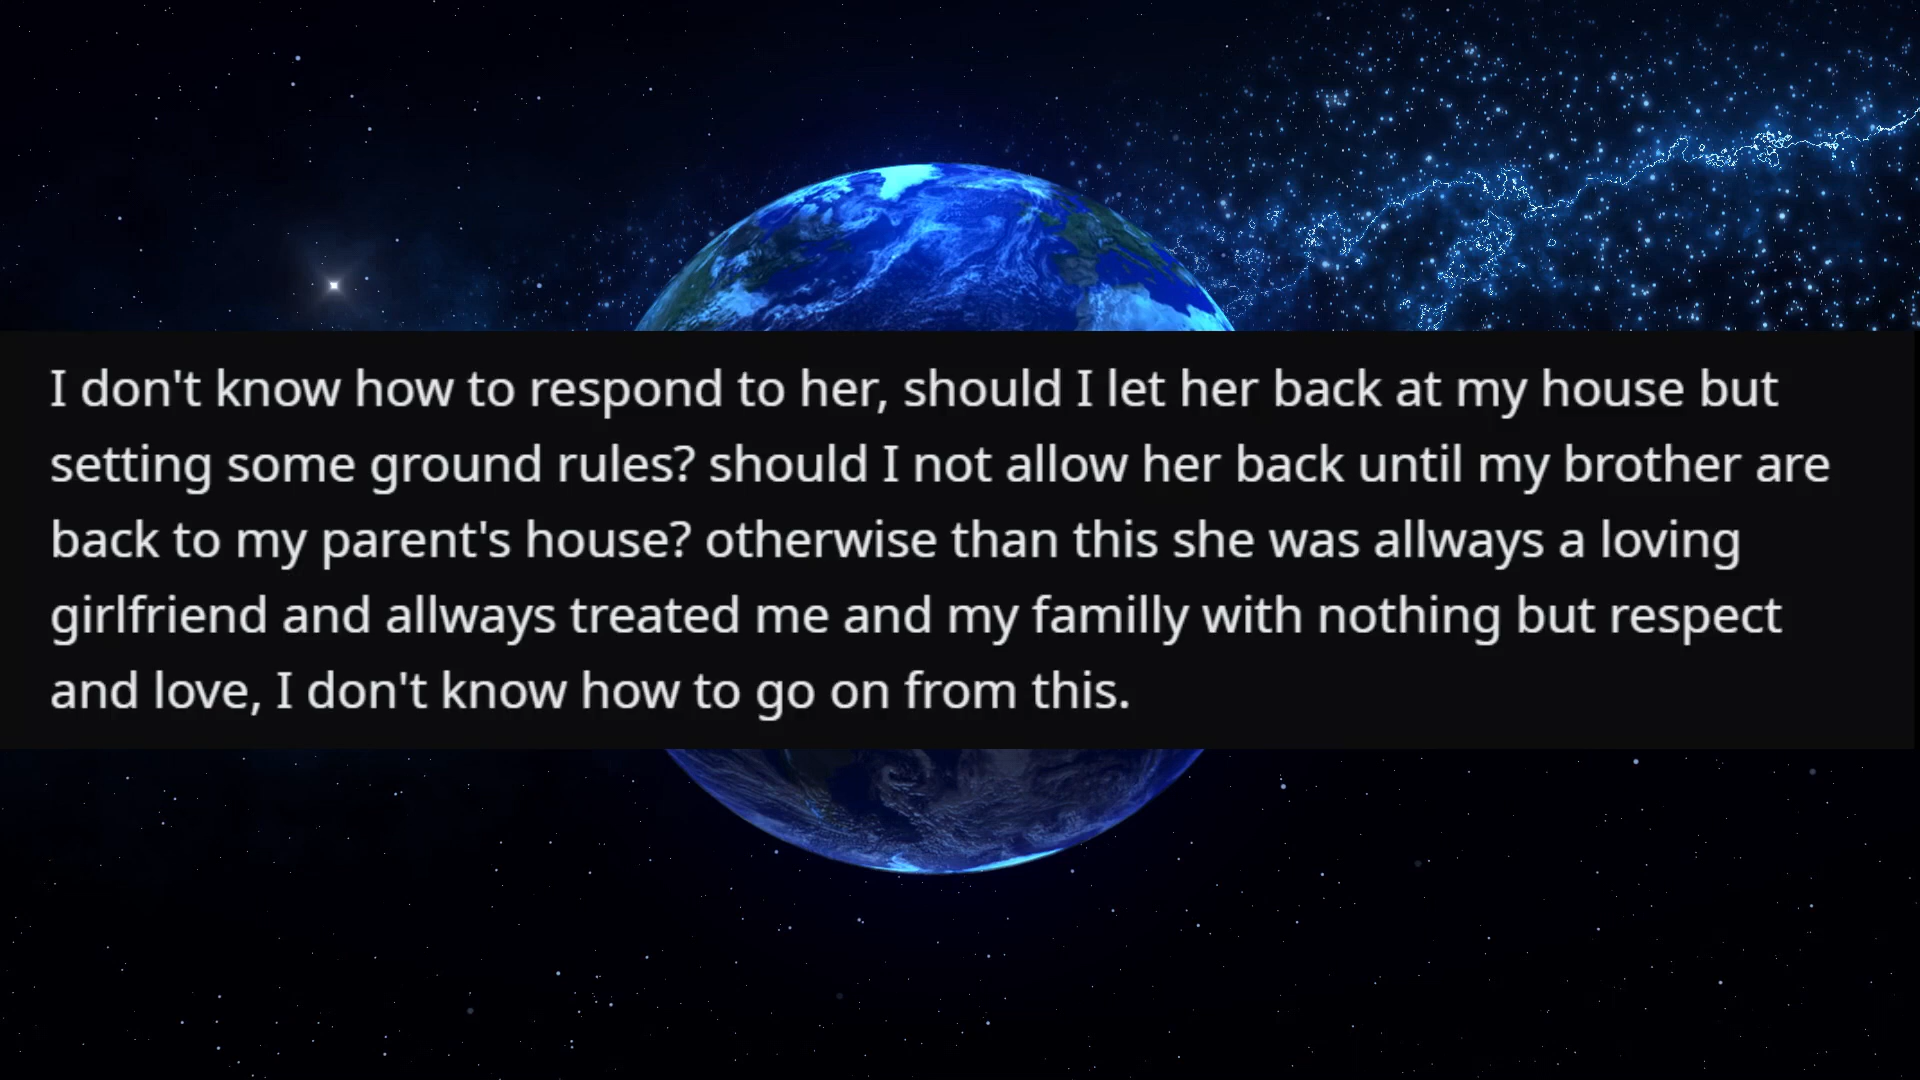 I don't know how to respond to her, should I let her back at my house but
setting some ground rules? should I not allow her back until my brother are
back to my parent's house? otherwise than this she was allways a loving
girlfriend and allways treated me and my familly with nothing but respect
and love, I don't know how to go on from this.